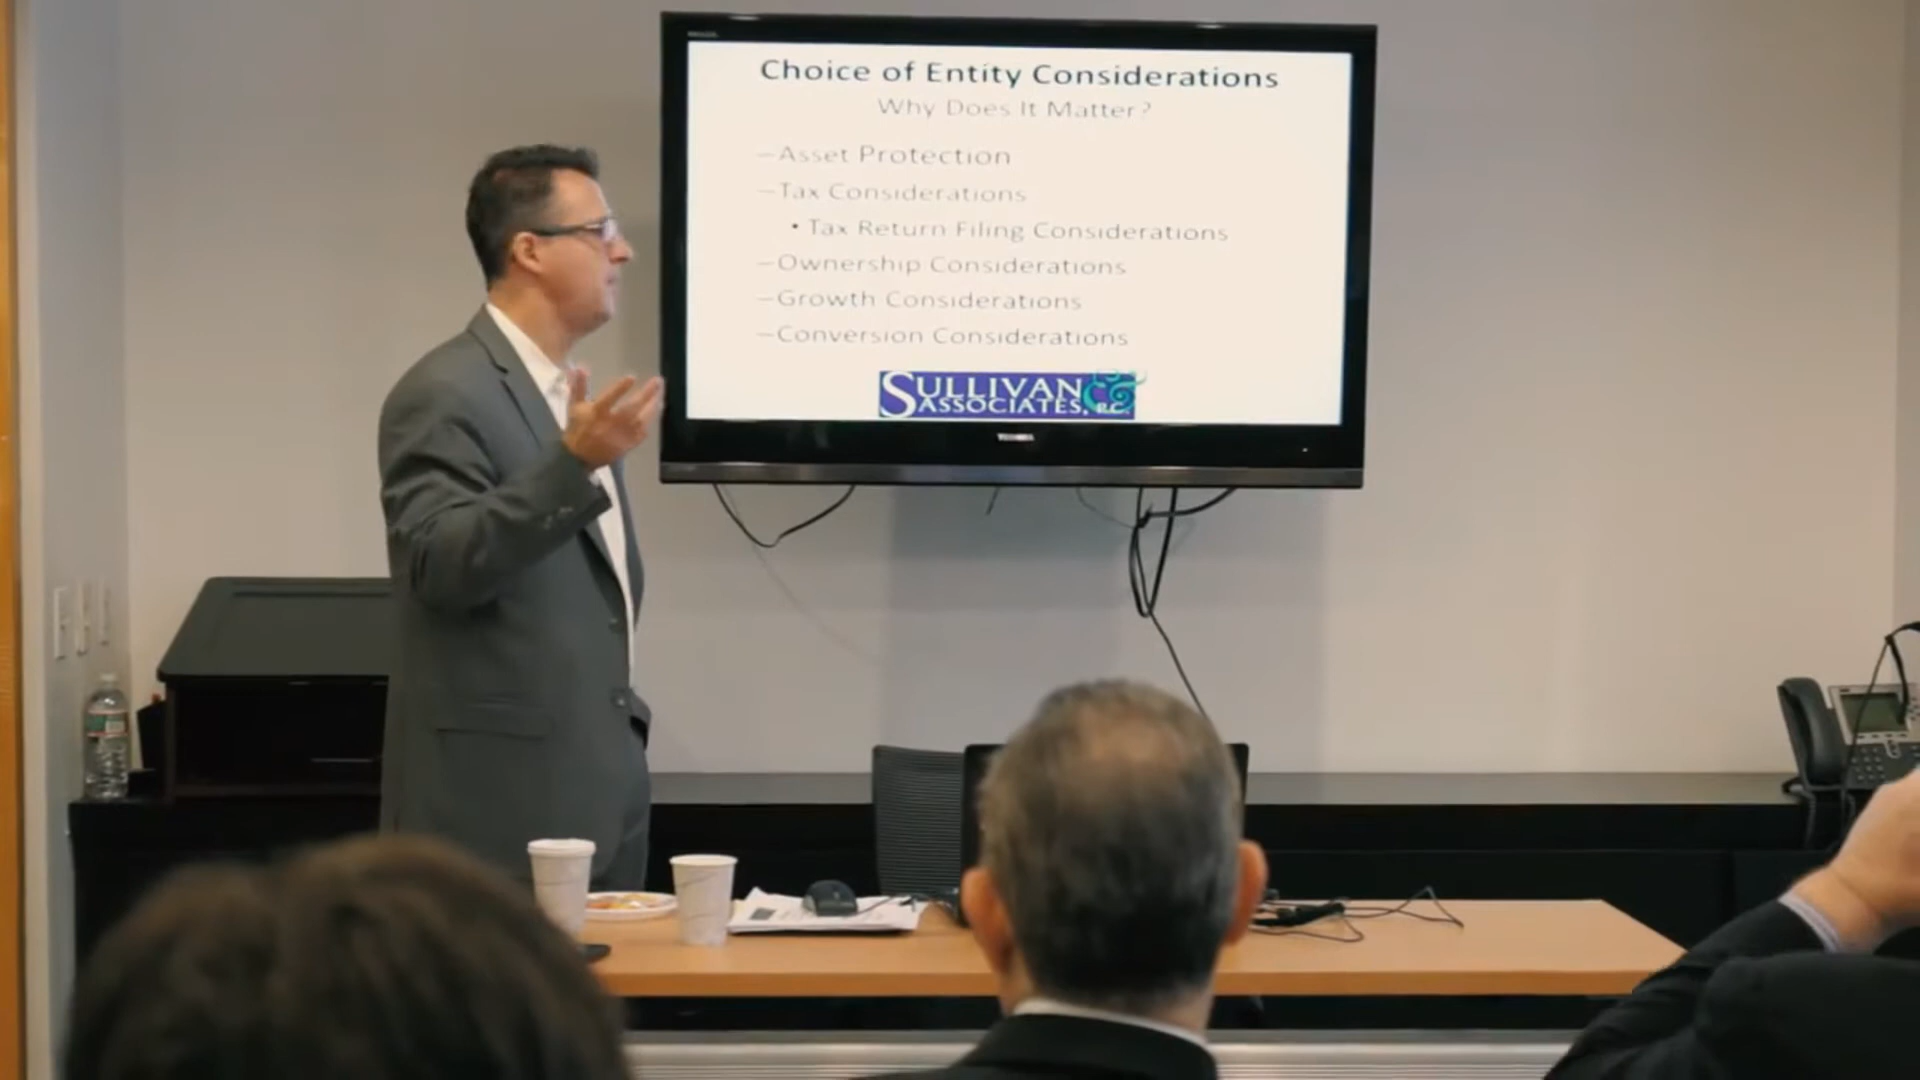 Choice of Entity Considerations
Why Does It Matter?
–Asset Protection
–Tax Considerations
• Tax Return Filing Considerations
–Ownership Considerations
–Growth Considerations
–Conversion Considerations
SULLIVAN &
ASSOCIATES, P.C.
TOSHIBA